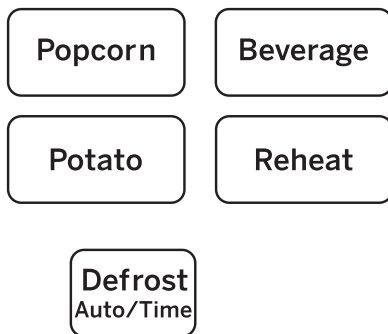 Popcorn
Beverage
Potato
Reheat
Defrost
Auto/Time